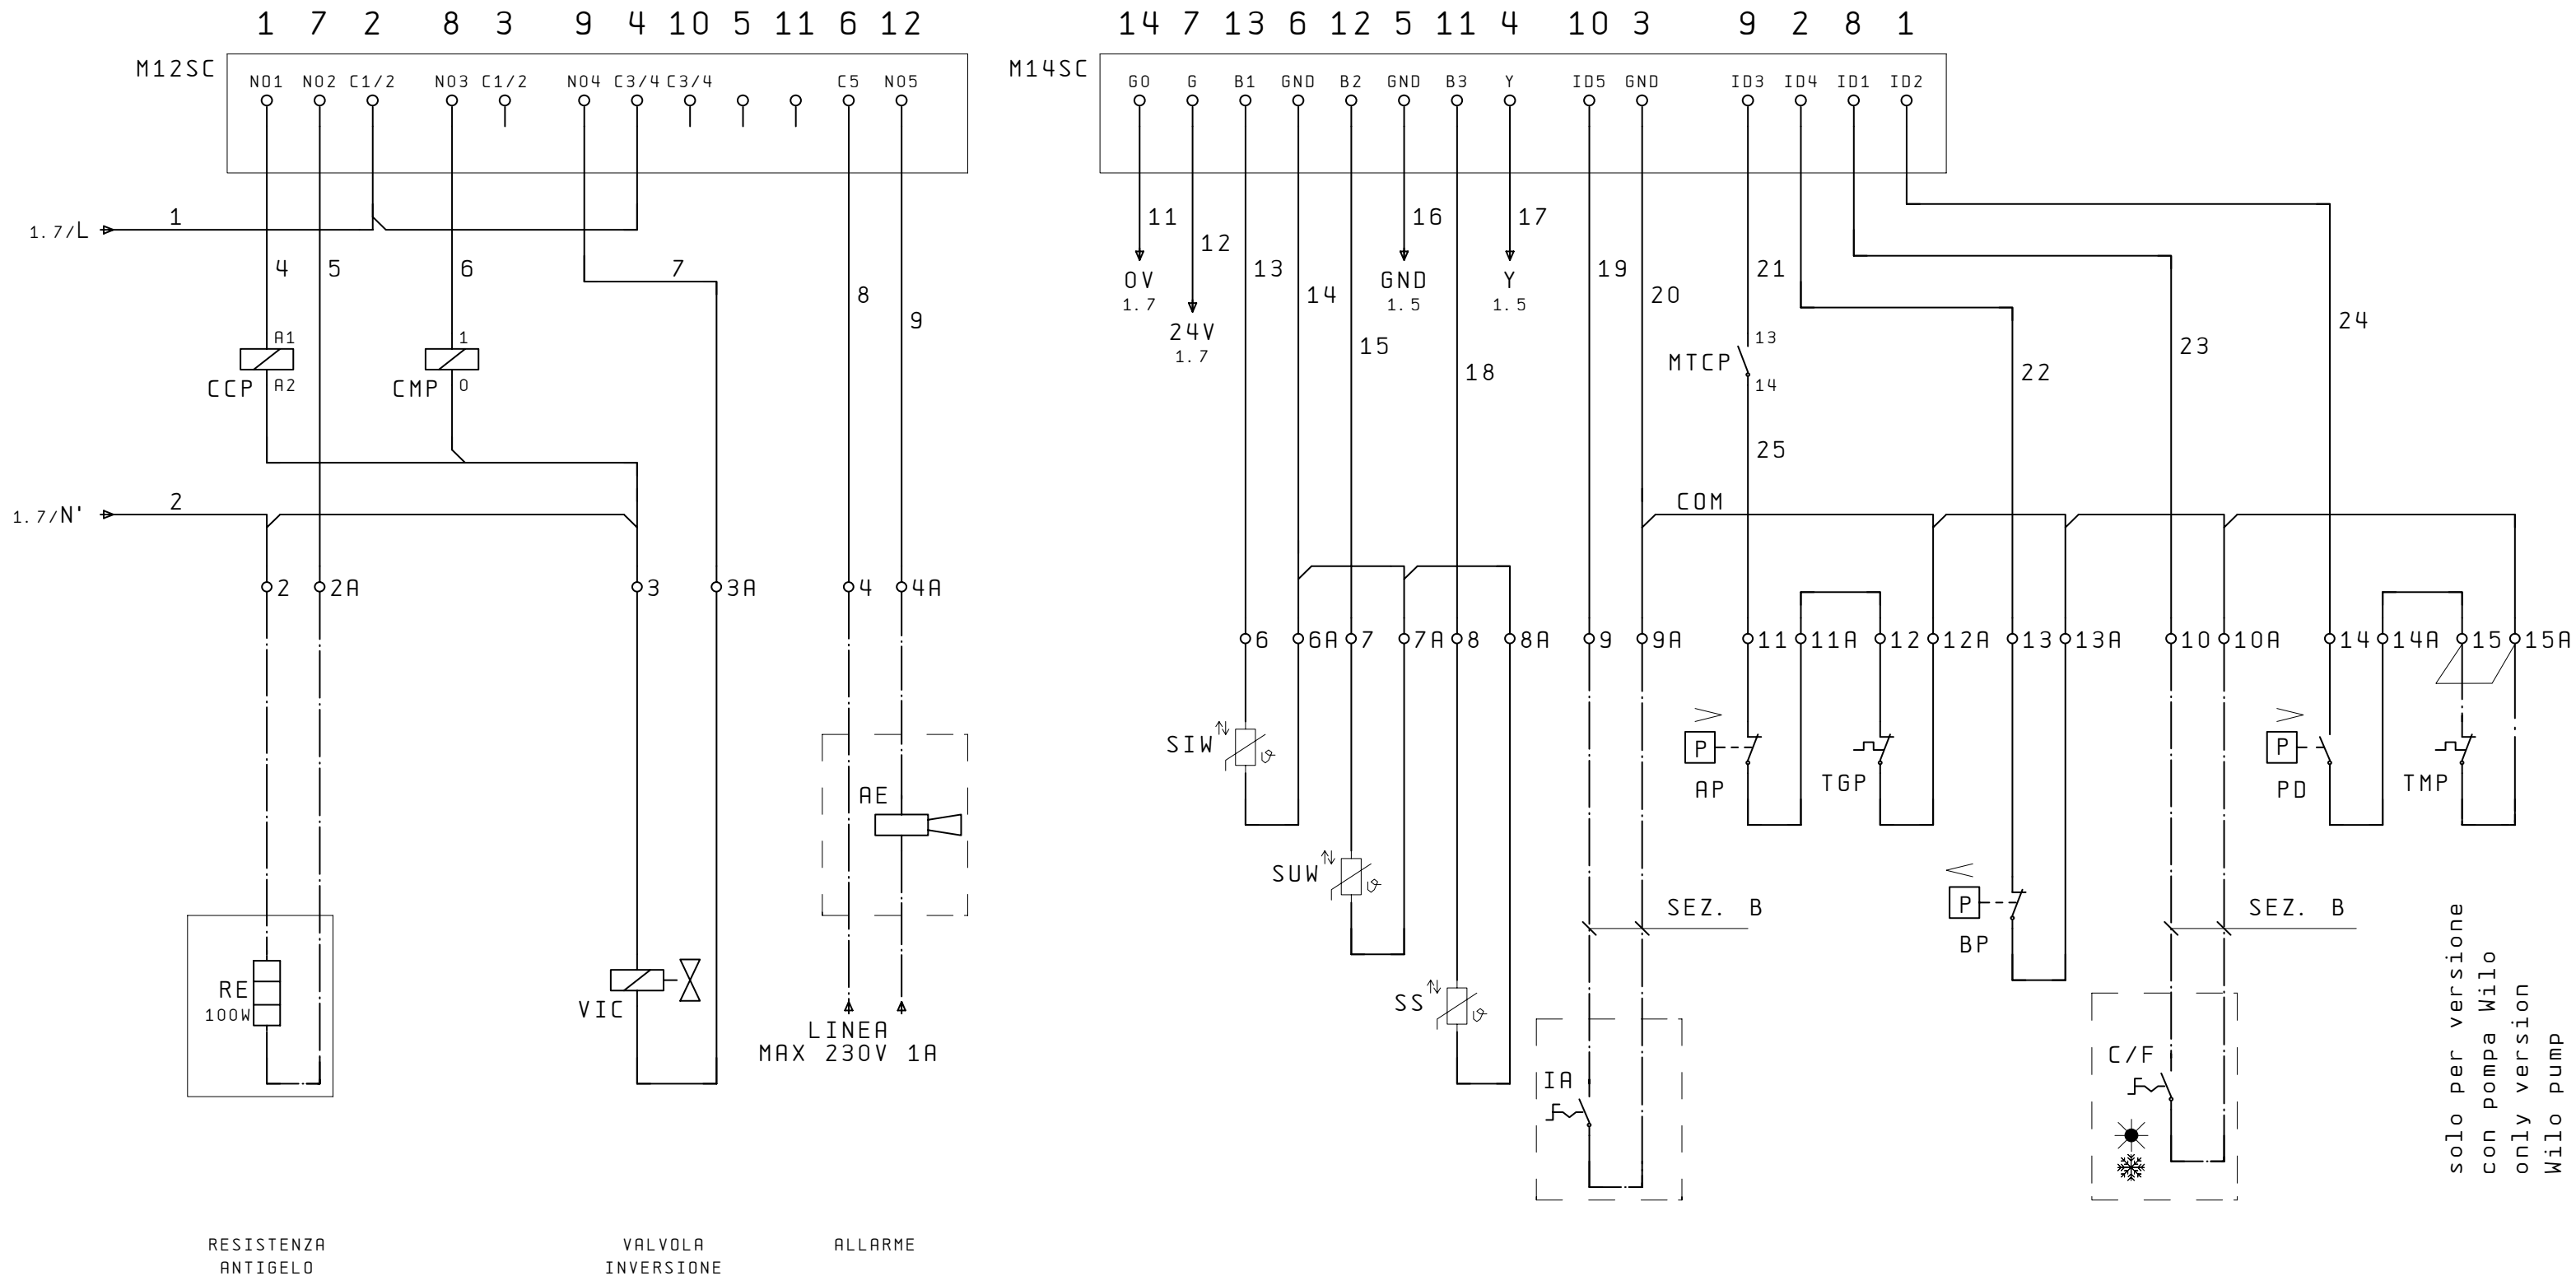 1 7 2 8 3 9 4 10 5 11 6 12
14 7 13 6 12 5 11 4 10 3 9 2 8 1
M12SC
NO1 NO2 C1/2 NO3 C1/2 NO4 C3/4 C3/4 C5 NO5
M14SC
G0 G B1 GND B2 GND B3 Y ID5 GND ID3 ID4 ID1 ID2
1.7/L
1
4
5
6
7
8
9
11
0V
1.7
12
24V
1.7
13
14
15
16
GND
1.5
17
Y
1.5
18
19
20
21
22
23
24
A1
CCP
A2
1
CMP
0
13
MTCP
14
25
1.7/N'
2
COM
2 2A 3 3A 4 4A
6 6A 7 7A 8 8A 9 9A 11 11A 12 12A 13 13A 10 10A 14 14A 15 15A
SIW
P
AP
TGP
P
PD
TMP
AE
SUW
P
BP
SEZ. B
SEZ. B
RE
100W
VIC
LINEA
MAX 230V 1A
SS
IA
C/F
solo per versione
con pompa Wilo
only version
Wilo pump
RESISTENZA
ANTIGELO
VALVOLA
INVERSIONE
ALLARME